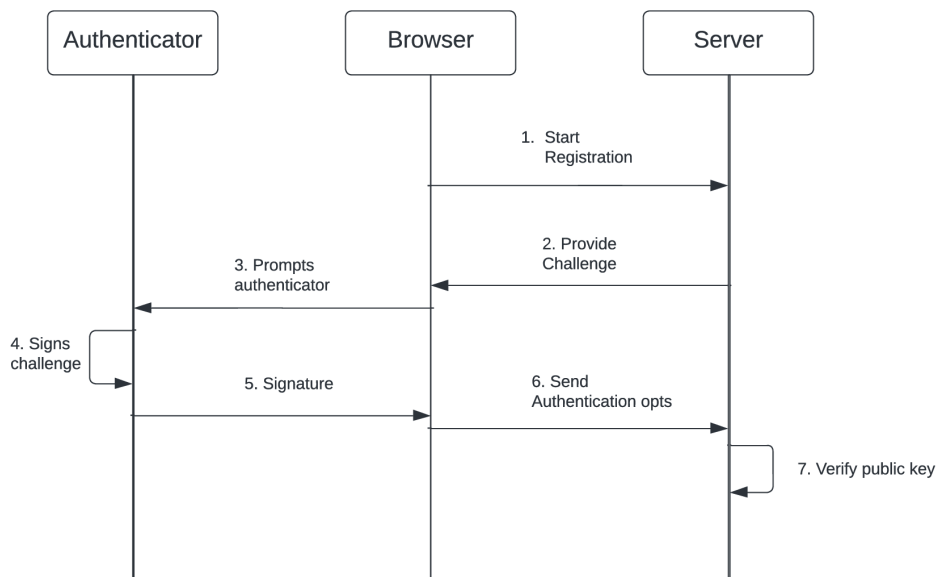 Authenticator
Browser
Server
1. Start
Registration
2. Provide
Challenge
3. Prompts
authenticator
4. Signs
challenge
5. Signature
6. Send
Authentication opts
7. Verify public key